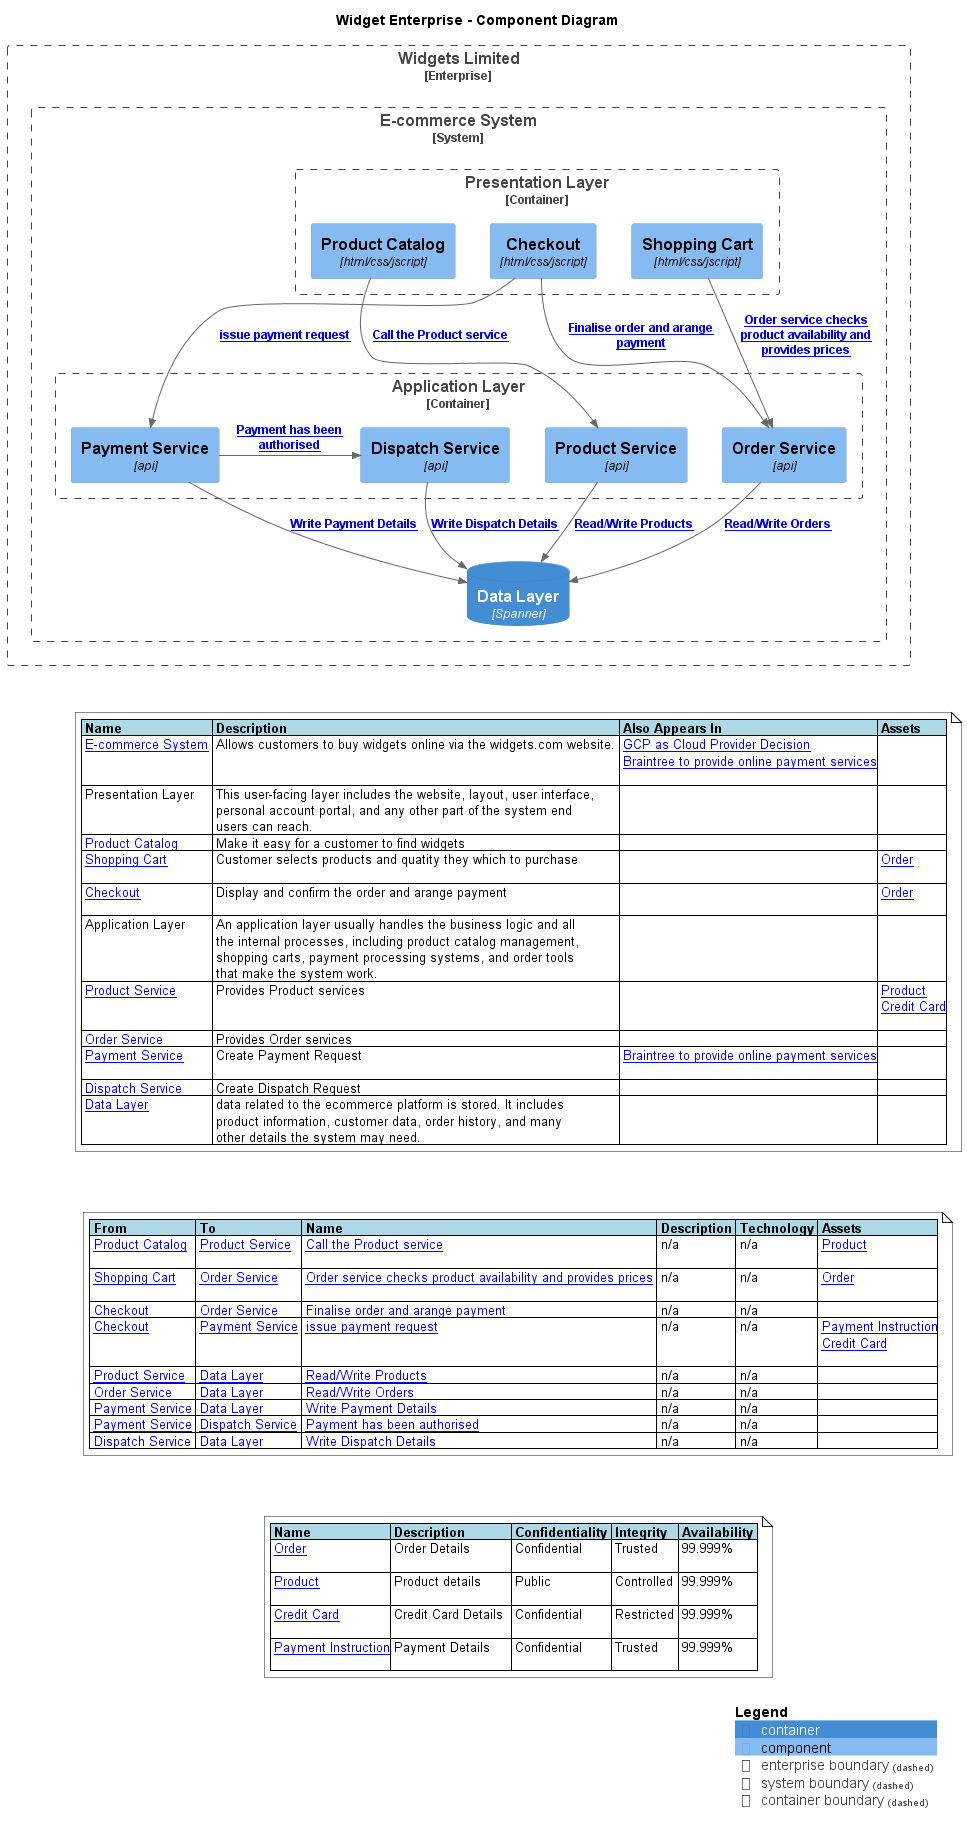 Widget Enterprise - Component Diagram
Widgets Limited
[Enterprise]
E-commerce System
[System]
Presentation Layer
[Container]
Product Catalog
[html/css/jscript]
Checkout
[html/css/jscript]
Shopping Cart
[html/css/jscript]
issue payment request
Call the Product service
Finalise order and arange
payment
Order service checks
product availability and
provides prices
Application Layer
[Container]
Payment Service
[api]
Payment has been
authorised
Dispatch Service
[api]
Product Service
[api]
Order Service
[api]
Write Payment Details
Write Dispatch Details
Read/Write Products
Read/Write Orders
Data Layer
[Spanner]
Name Description Also Appears In Assets
E-commerce System Allows customers to buy widgets online via the widgets.com website. GCP as Cloud Provider Decision
Braintree to provide online payment services
Presentation Layer This user-facing layer includes the website, layout, user interface,
personal account portal, and any other part of the system end
users can reach.
Product Catalog Make it easy for a customer to find widgets
Shopping Cart Customer selects products and quatity they which to purchase Order
Checkout Display and confirm the order and arange payment Order
Application Layer An application layer usually handles the business logic and all
the internal processes, including product catalog management,
shopping carts, payment processing systems, and order tools
that make the system work.
Product Service Provides Product services Product
Credit Card
Order Service Provides Order services
Payment Service Create Payment Request Braintree to provide online payment services
Dispatch Service Create Dispatch Request
Data Layer data related to the ecommerce platform is stored. It includes
product information, customer data, order history, and many
other details the system may need.
From To Name Description Technology Assets
Product Catalog Product Service Call the Product service n/a n/a Product
Shopping Cart Order Service Order service checks product availability and provides prices n/a n/a Order
Checkout Order Service Finalise order and arange payment n/a n/a
Checkout Payment Service issue payment request n/a n/a Payment Instruction
Credit Card
Product Service Data Layer Read/Write Products n/a n/a
Order Service Data Layer Read/Write Orders n/a n/a
Payment Service Data Layer Write Payment Details n/a n/a
Payment Service Dispatch Service Payment has been authorised n/a n/a
Dispatch Service Data Layer Write Dispatch Details n/a n/a
Name Description Confidentiality Integrity Availability
Order Order Details Confidential Trusted 99.999%
Product Product details Public Controlled 99.999%
Credit Card Credit Card Details Confidential Restricted 99.999%
Payment Instruction Payment Details Confidential Trusted 99.999%
Legend
container
component
enterprise boundary (dashed)
system boundary (dashed)
container boundary (dashed)